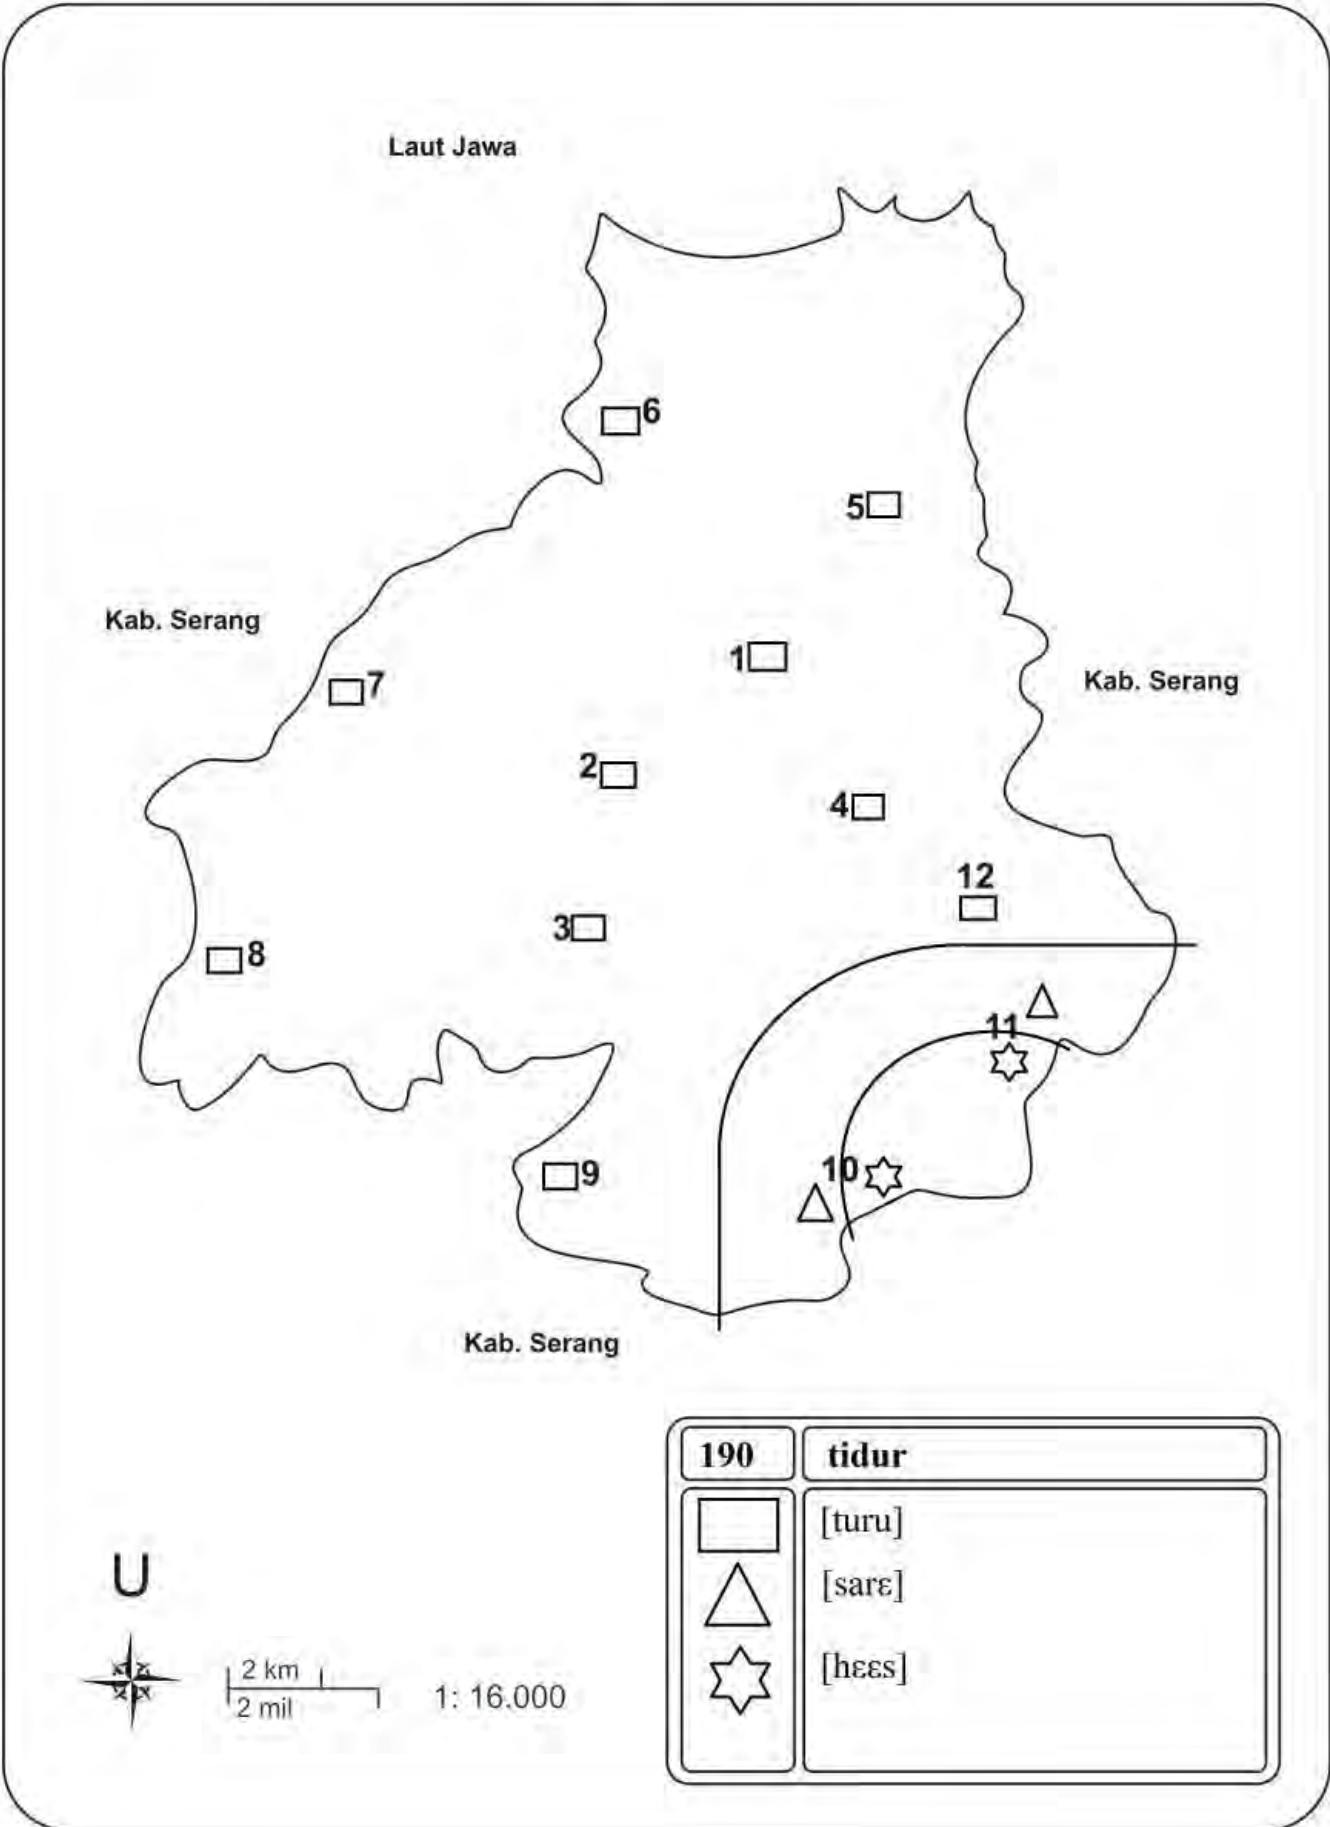 Laut Jawa
6
5
Kab. Serang
1
7
Kab. Serang
2
4
12
3
8
11
10
9
Kab. Serang
190 tidur
[turu]
[sarɛ]
[hɛɛs]
U
2 km
2 mil
1: 16.000